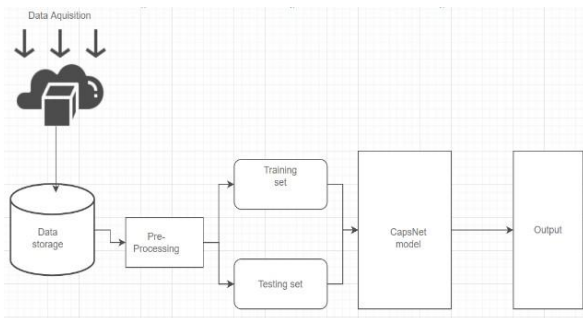 Data Aquisition
Training
set
Data
storage
Pre-
Processing
CapsNet
model
Output
Testing set